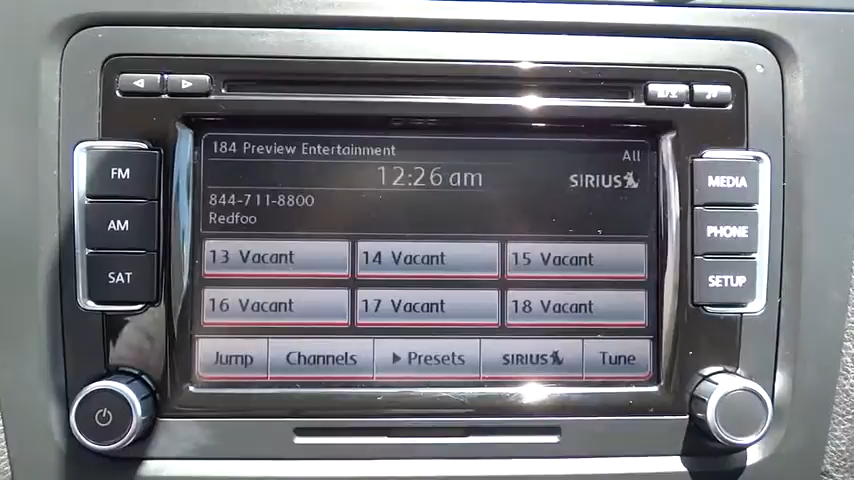 184 Preview Entertainment
All
12:26 am
SIRIUS
844-711-8800
Redfoo
13 Vacant
14 Vacant
15 Vacant
16 Vacant
17 Vacant
18 Vacant
Jump
Channels
Presets
SIRIUS
Tune
FM
AM
SAT
MEDIA
PHONE
SETUP